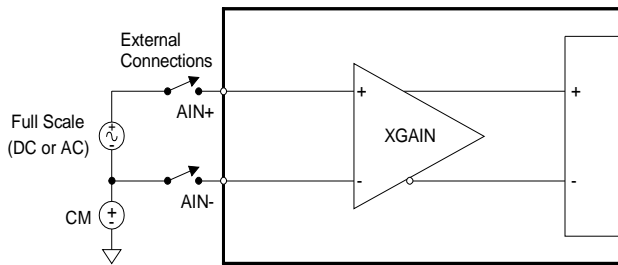 External
Connections
+
+
AIN+
Full Scale
(DC or AC)
+
-
XGAIN
-
-
AIN-
CM
+
-